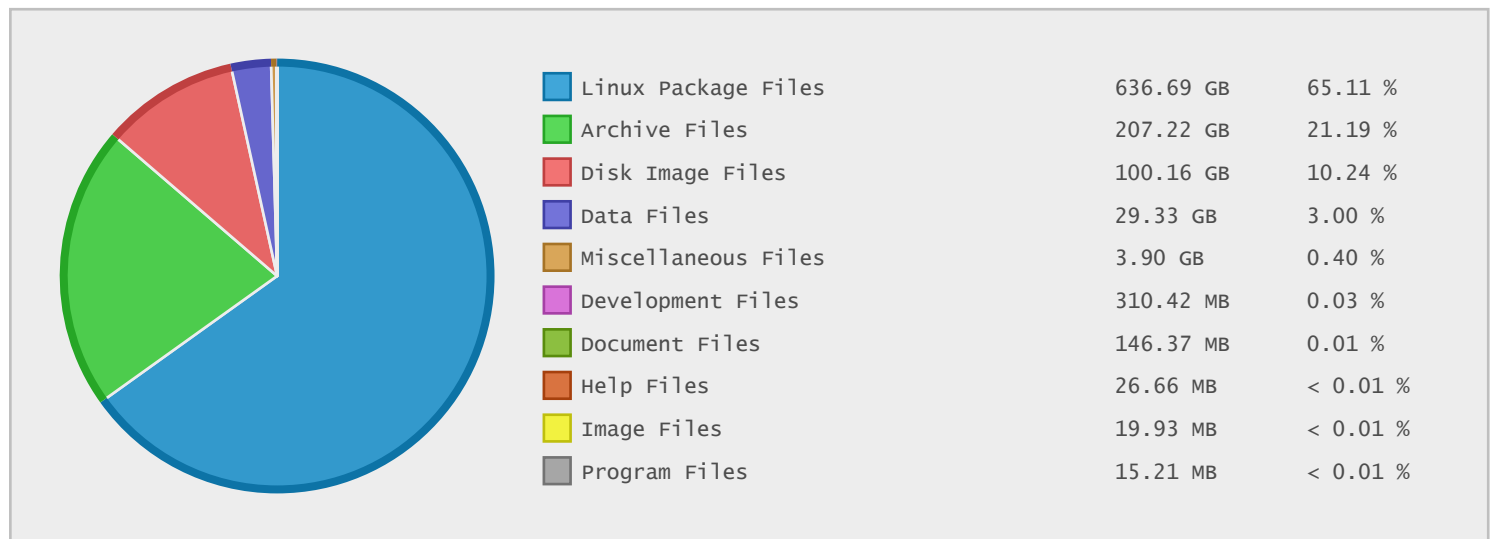 Linux Package Files 636.69 GB 65.11 %
Archive Files 207.22 GB 21.19 %
Disk Image Files 100.16 GB 10.24 %
Data Files 29.33 GB 3.00 %
Miscellaneous Files 3.90 GB 0.40 %
Development Files 310.42 MB 0.03 %
Document Files 146.37 MB 0.01 %
Help Files 26.66 MB < 0.01 %
Image Files 19.93 MB < 0.01 %
Program Files 15.21 MB < 0.01 %